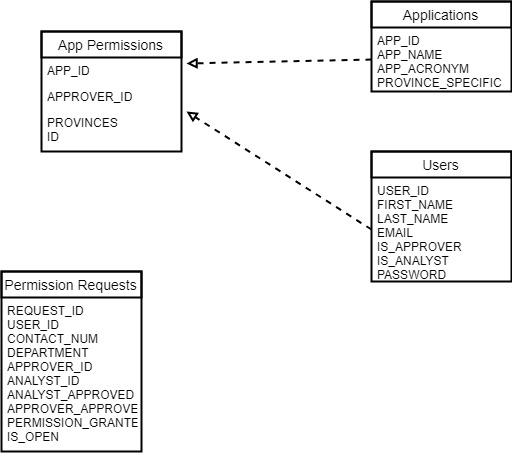 Applications
APP_ID
APP_NAME
APP_ACRONYM
PROVINCE_SPECIFIC
App Permissions
APP_ID
APPROVER_ID
PROVINCES
ID
Users
USER_ID
FIRST_NAME
LAST_NAME
EMAIL
IS_APPROVER
IS_ANALYST
PASSWORD
Permission Requests
REQUEST_ID
USER_ID
CONTACT_NUM
DEPARTMENT
APPROVER_ID
ANALYST_ID
ANALYST_APPROVED
APPROVER_APPROVE
PERMISSION_GRANTE
IS_OPEN